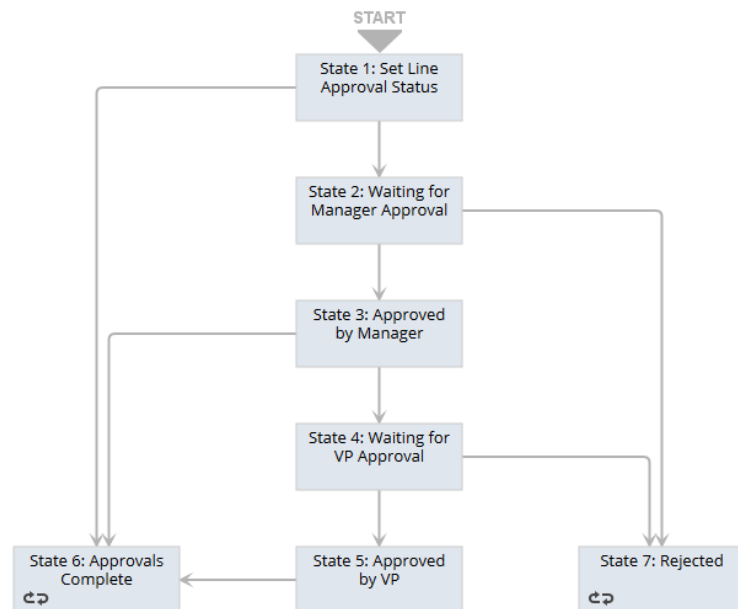 START
State 1: Set Line
Approval Status
State 2: Waiting for
Manager Approval
State 3: Approved
by Manager
State 4: Waiting for
VP Approval
State 6: Approvals
Complete
State 5: Approved
by VP
State 7: Rejected